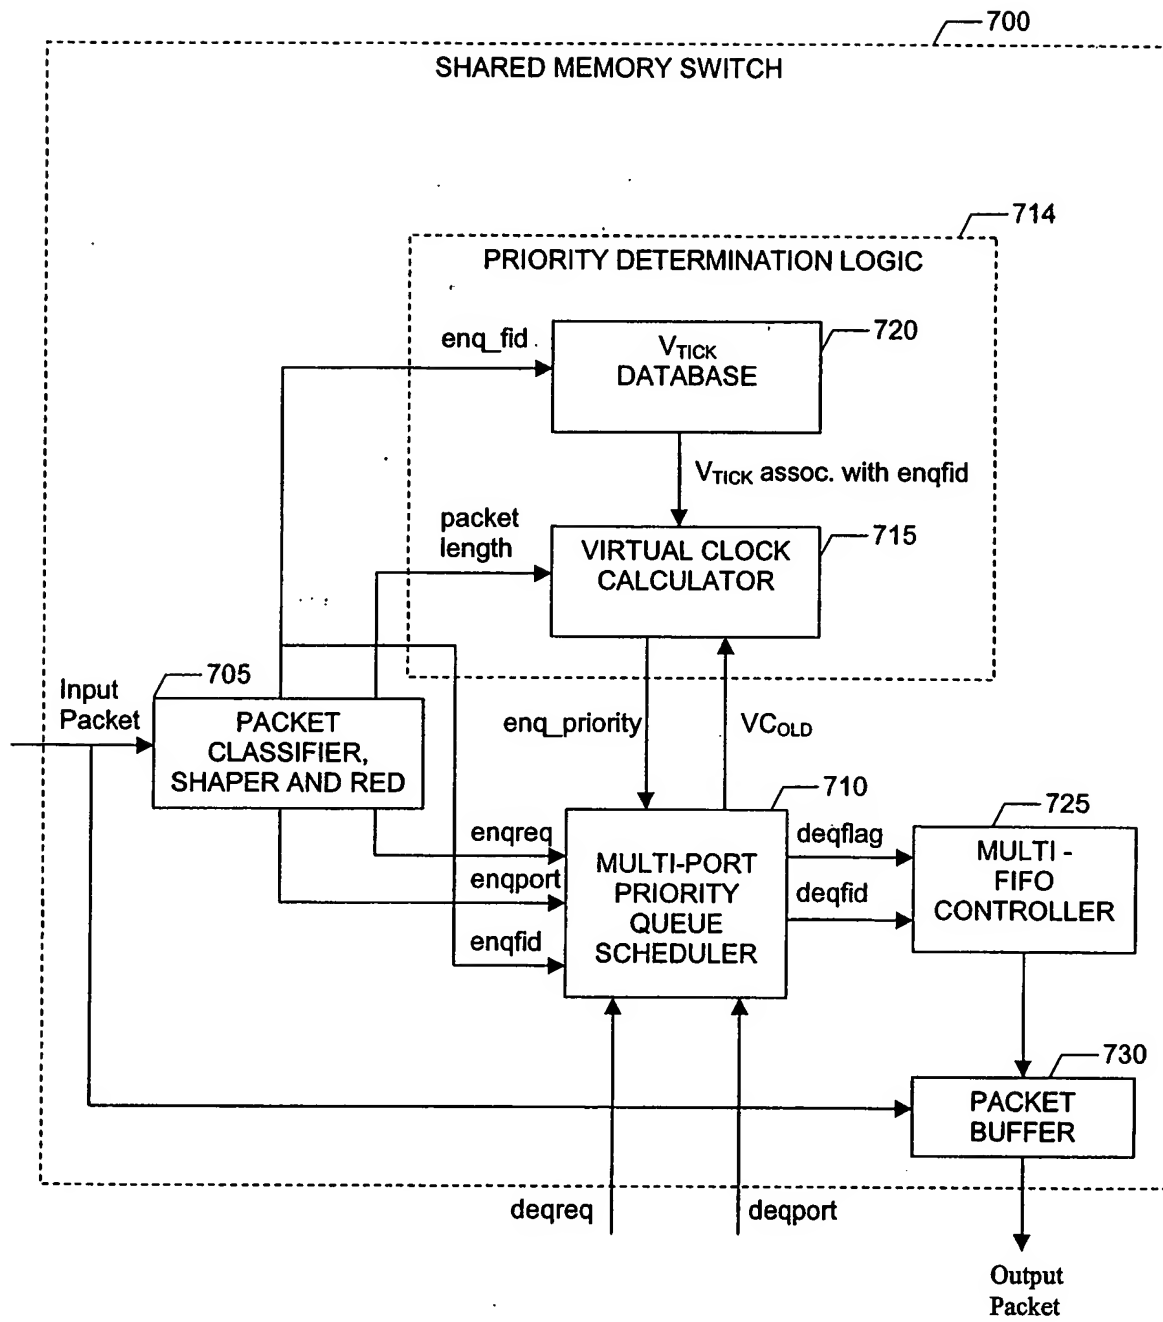 700
SHARED MEMORY SWITCH
714
PRIORITY DETERMINATION LOGIC
enq_fid
720
VTICK
DATABASE
VTICK assoc. with enqfid
packet
length
715
VIRTUAL CLOCK
CALCULATOR
705
Input
Packet
PACKET
CLASSIFIER,
SHAPER AND RED
enq_priority
VCOLD
710
725
enqreq
enqport
enqfid
MULTI-PORT
PRIORITY
QUEUE
SCHEDULER
deqflag
deqfid
MULTI -
FIFO
CONTROLLER
730
PACKET
BUFFER
deqreq
deqport
Output
Packet